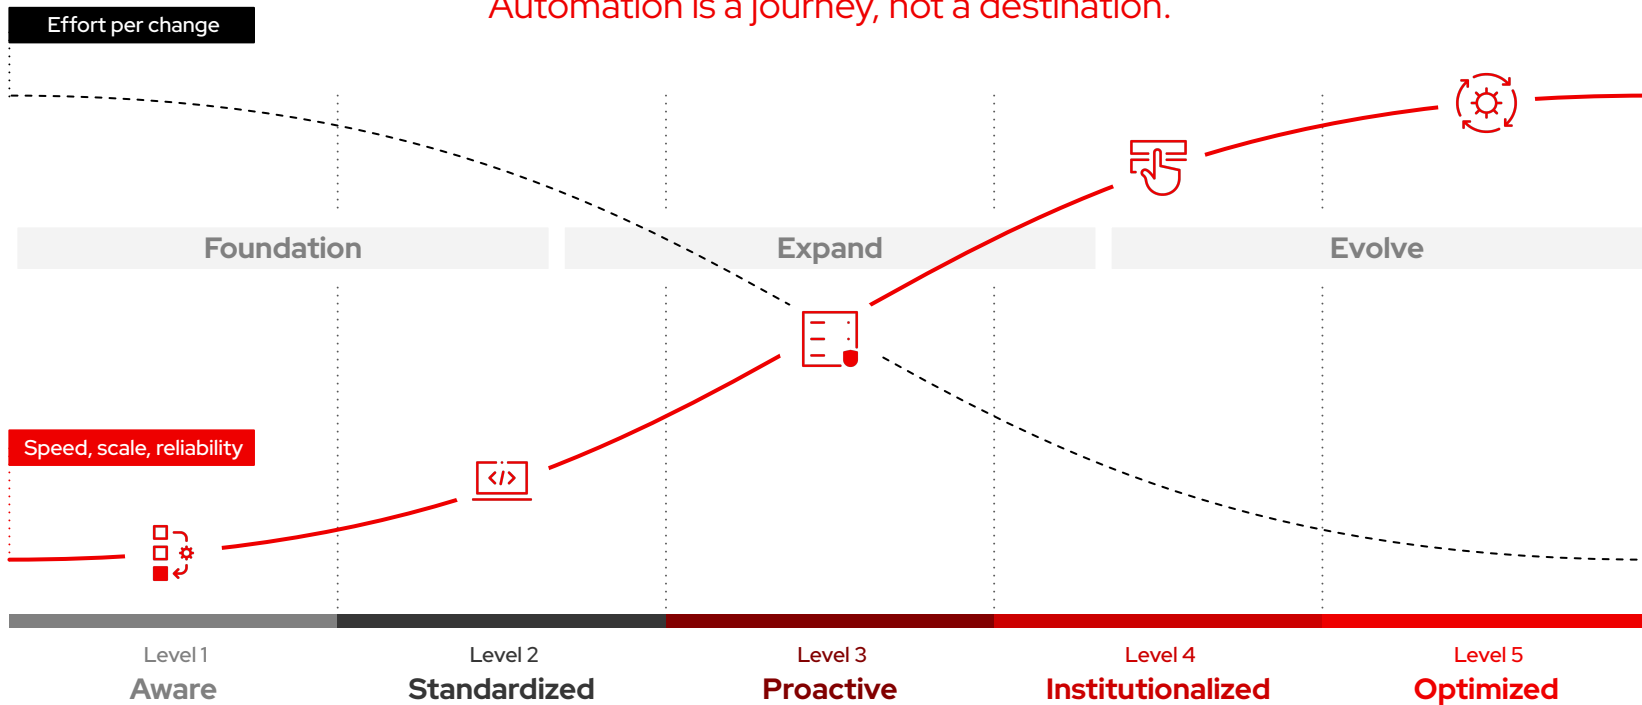 Automation is a journey, not a destination.
Effort per change
Foundation
Expand
Evolve
</>
Speed, scale, reliability
Level 1
Level 2
Level 3
Level 4
Level 5
Aware
Standardized
Proactive
Institutionalized
Optimized